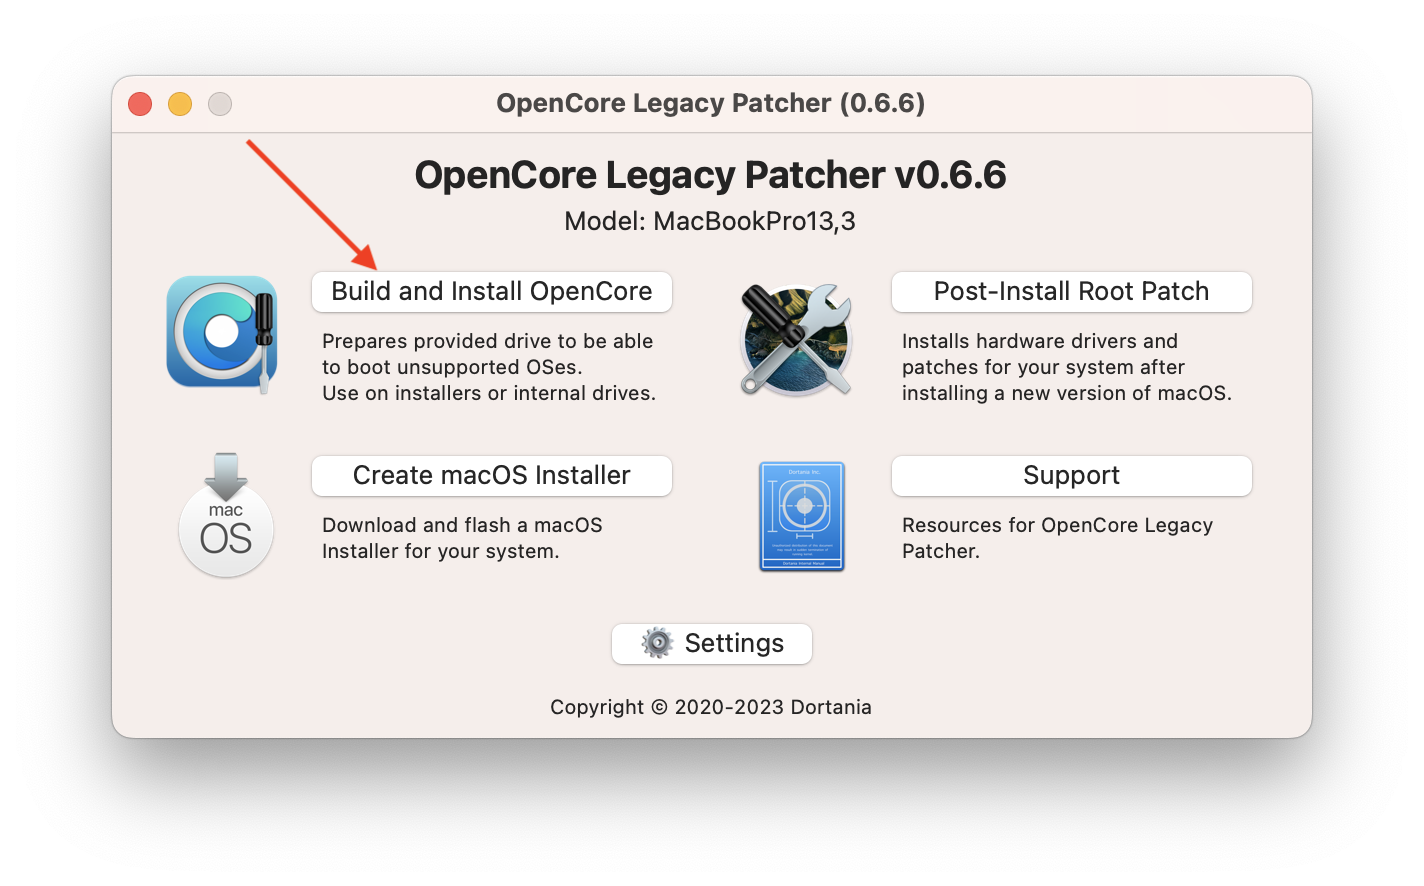 OpenCore Legacy Patcher (0.6.6)
OpenCore Legacy Patcher v0.6.6
Model: MacBookPro13,3
Build and Install OpenCore
Prepares provided drive to be able
to boot unsupported OSes.
Use on installers or internal drives.
Post-Install Root Patch
Installs hardware drivers and
patches for your system after
installing a new version of macOS.
mac
OS
Create macOS Installer
Download and flash a macOS
Installer for your system.
Dortania Inc.
Dortania Internal Manual
Support
Resources for OpenCore Legacy
Patcher.
Settings
Copyright © 2020-2023 Dortania